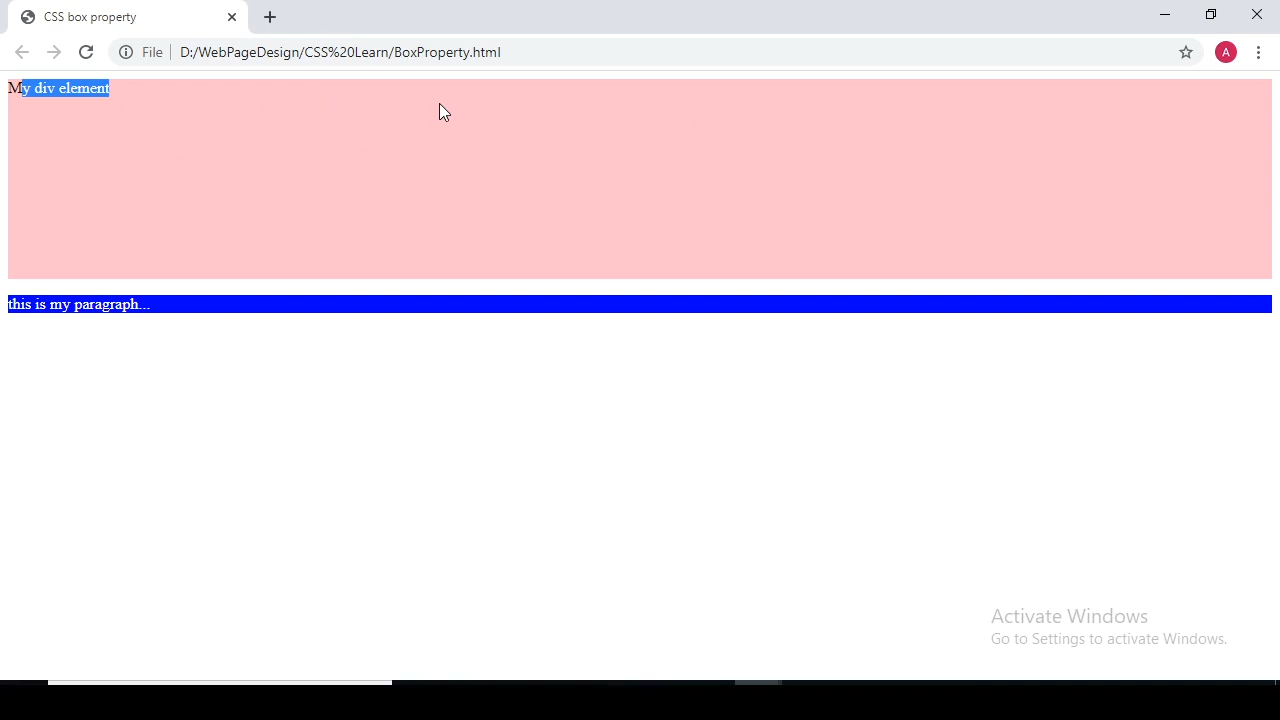 CSS box property
File
D:/WebPageDesign/CSS%20Learn/BoxProperty.html
A
My div element
this is my paragraph...
Activate Windows
Go to Settings to activate Windows.